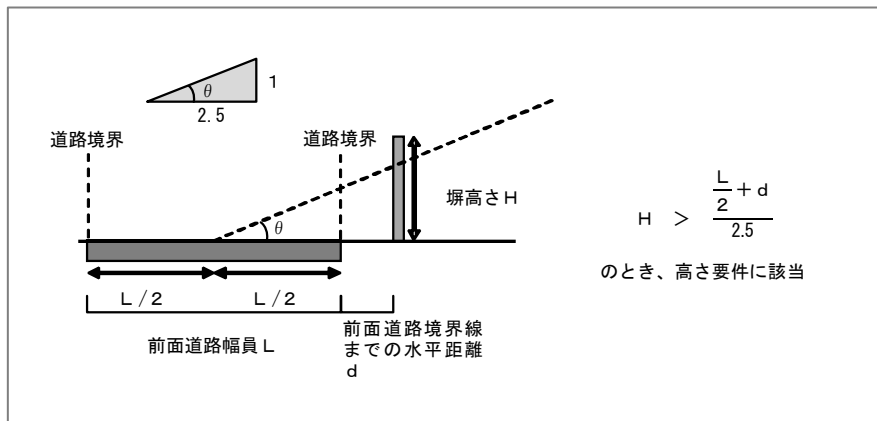 1
θ
2.5
道路境界
道路境界
塀高さH
θ
L/2
L/2
前面道路幅員L
前面道路境界線
までの水平距離
d
H > (L/2 + d)/2.5
のとき、高さ要件に該当